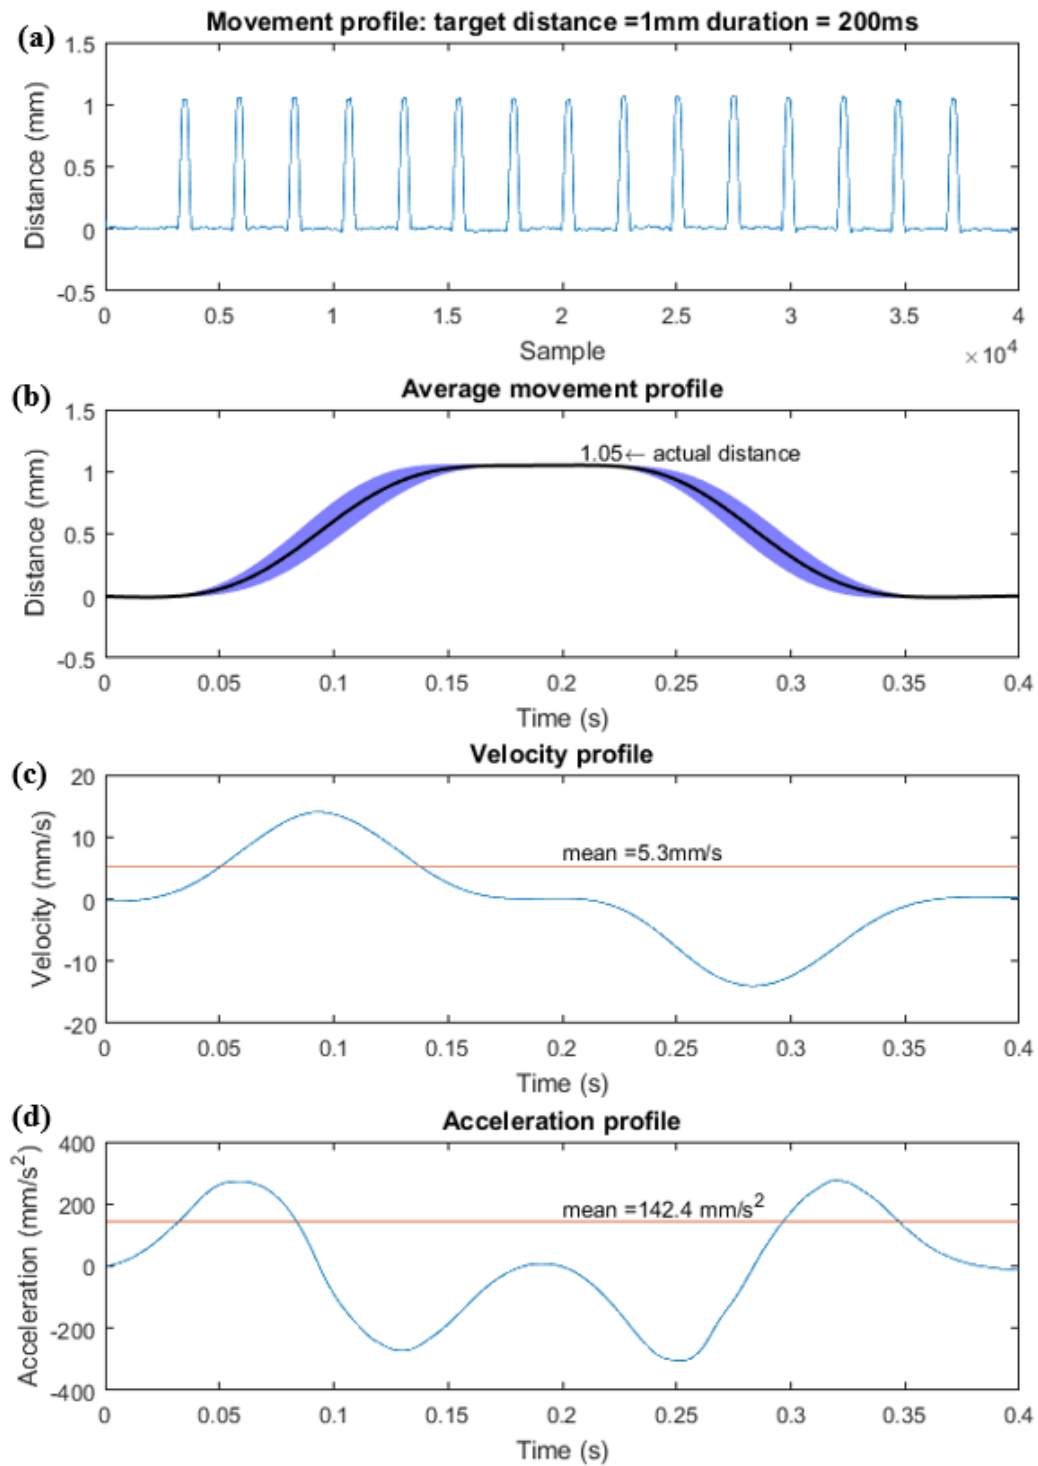 (a)
Movement profile: target distance =1mm duration = 200ms
Distance (mm)
1.5
1
0.5
0
-0.5
0 0.5 1 1.5 2 2.5 3 3.5 4
Sample
×10⁴
(b)
Average movement profile
Distance (mm)
1.5
1
0.5
0
-0.5
1.05← actual distance
0 0.05 0.1 0.15 0.2 0.25 0.3 0.35 0.4
Time (s)
(c)
Velocity profile
Velocity (mm/s)
20
10
0
-10
-20
mean =5.3mm/s
0 0.05 0.1 0.15 0.2 0.25 0.3 0.35 0.4
Time (s)
(d)
Acceleration profile
Acceleration (mm/s²)
400
200
0
-200
-400
mean =142.4 mm/s²
0 0.05 0.1 0.15 0.2 0.25 0.3 0.35 0.4
Time (s)